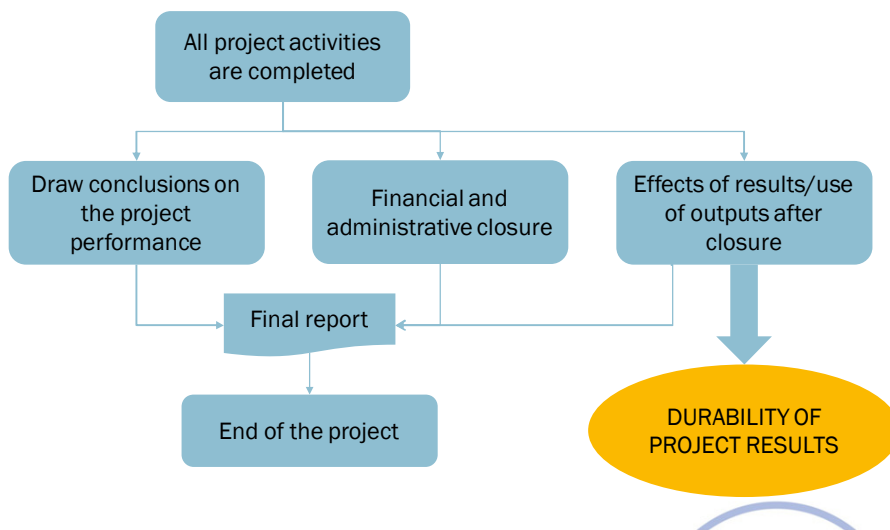 All project activities
are completed
Draw conclusions on
the project
performance
Financial and
administrative closure
Effects of results/use
of outputs after
closure
Final report
End of the project
DURABILITY OF
PROJECT RESULTS